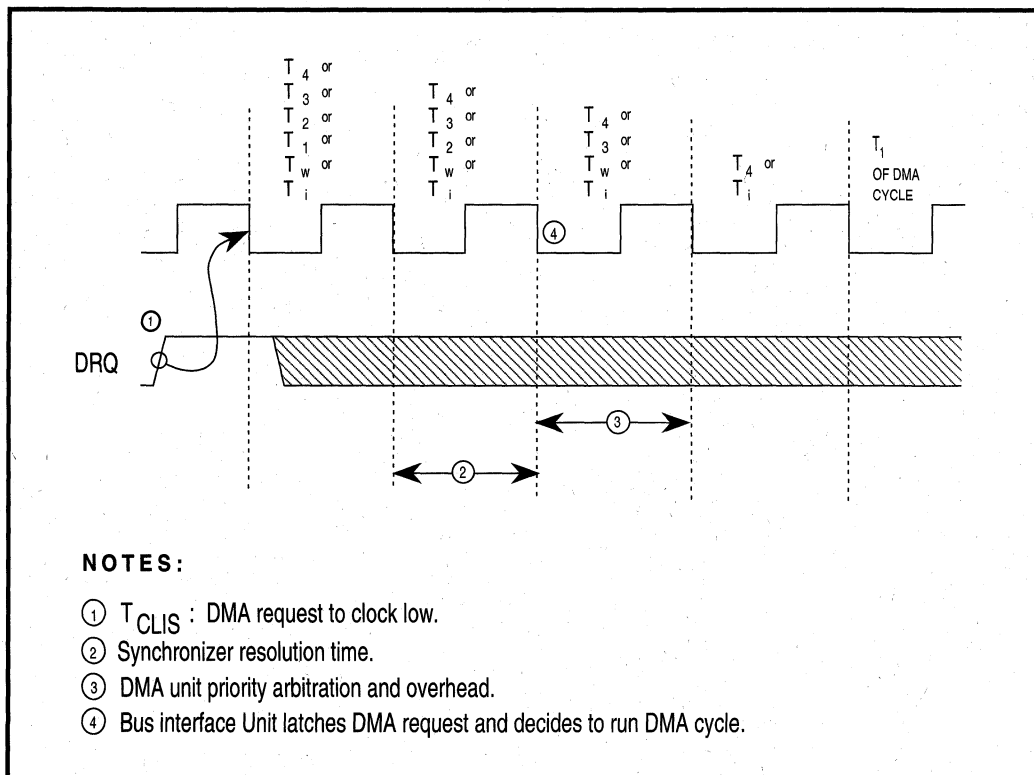 T4 or
T3 or
T2 or
T1 or
Tw or
Ti
T4 or
T3 or
T2 or
Tw or
Ti
T4 or
T3 or
Tw or
Ti
T4 or
Ti
T1
OF DMA
CYCLE
4
1
DRQ
3
2
NOTES:
1 TCLIS : DMA request to clock low.
2 Synchronizer resolution time.
3 DMA unit priority arbitration and overhead.
4 Bus interface Unit latches DMA request and decides to run DMA cycle.